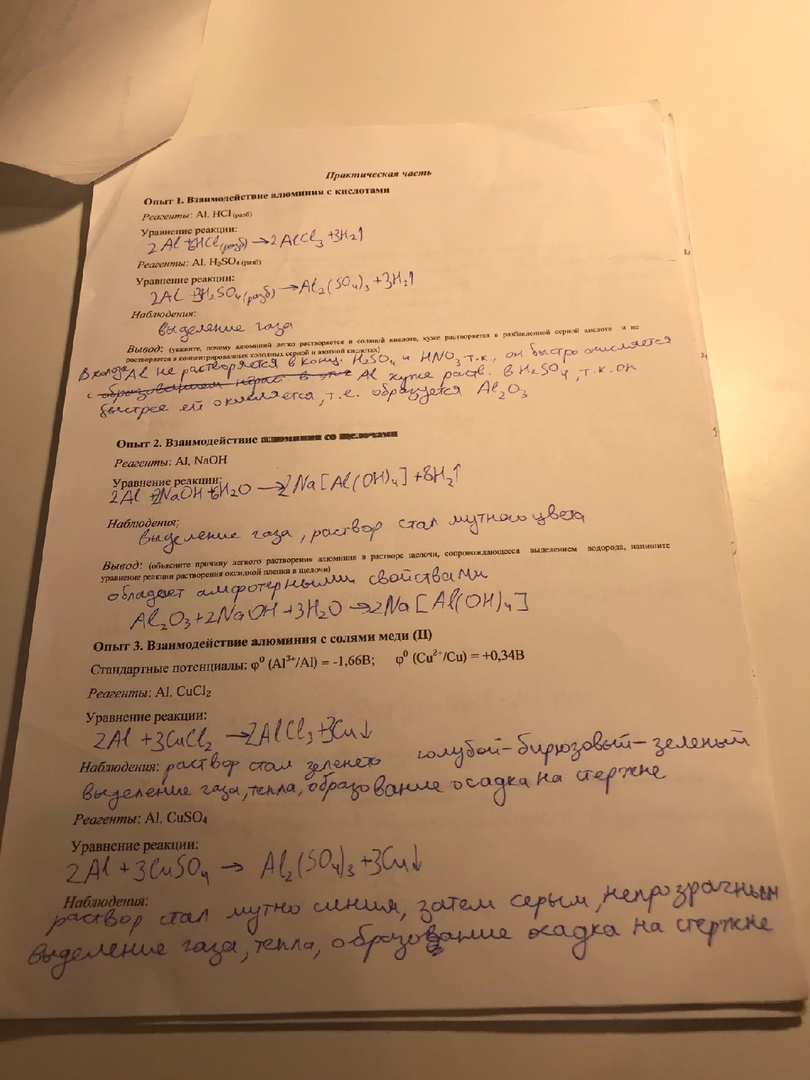 Практическая часть
Опыт 1. Взаимодействие алюминия с кислотами
Реагенты: Al, HCl (разб)
Уравнение реакции:
2Al + 6HCl (разб) → 2AlCl₃ + 3H₂↑
Реагенты: Al, H₂SO₄ (разб)
Уравнение реакции:
2Al + 3H₂SO₄ (разб) → Al₂(SO₄)₃ + 3H₂↑
Наблюдения:
выделение газа
Вывод: (укажите, почему алюминий легко растворяется в соляной кислоте, хуже растворяется в разбавленной серной кислоте и не
растворяется в концентрированных холодных серной и азотной кислотах)
Al не растворяется в конц. H₂SO₄ и HNO₃ т.к., он быстро окисляется
с Al хуже раств. в H₂SO₄, т.к. он
быстрее ей окисляется, т.е. образуется Al₂O₃
Опыт 2. Взаимодействие алюминия со щелочами
Реагенты: Al, NaOH
Уравнение реакции:
2Al + 2NaOH + 6H₂O → 2Na[Al(OH)₄] + 3H₂↑
Наблюдения:
выделение газа, раствор стал мутного цвета
Вывод: (объясните причину легкого растворения алюминия в растворе щелочи, сопровождающееся выделением водорода, напишите
уравнение реакции растворения оксидной пленки в щелочи)
обладает амфотерными свойствами
Al₂O₃ + 2NaOH + 3H₂O → 2Na[Al(OH)₄]
Опыт 3. Взаимодействие алюминия с солями меди (II)
Стандартные потенциалы: φ⁰ (Al³⁺/Al) = -1,66В; φ⁰ (Cu²⁺/Cu) = +0,34В
Реагенты: Al, CuCl₂
Уравнение реакции:
2Al + 3CuCl₂ → 2AlCl₃ + 3Cu↓
Наблюдения: раствор стал голубой-бирюзовый-зеленый
выделение газа, тепла, образование осадка на стержне
Реагенты: Al, CuSO₄
Уравнение реакции:
2Al + 3CuSO₄ → Al₂(SO₄)₃ + 3Cu↓
Наблюдения:
раствор стал мутно синим, затем серым, непрозрачным
выделение газа, тепла, образование осадка на стержне